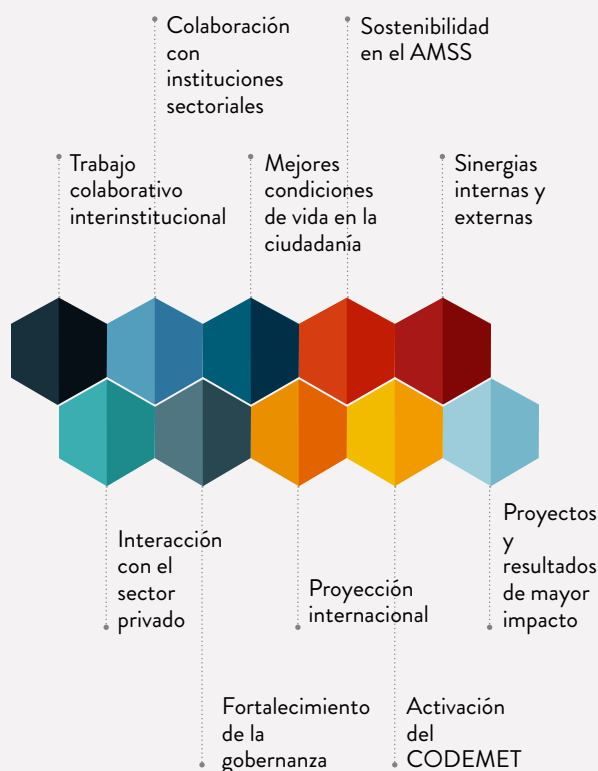 Colaboración
con
instituciones
sectoriales
Sostenibilidad
en el AMSS
Trabajo
colaborativo
interinstitucional
Mejores
condiciones
de vida en la
ciudadanía
Sinergias
internas y
externas
Interacción
con el
sector
privado
Proyección
internacional
Proyectos
y
resultados
de mayor
impacto
Fortalecimiento
de la
gobernanza
Activación
del
CODEMET